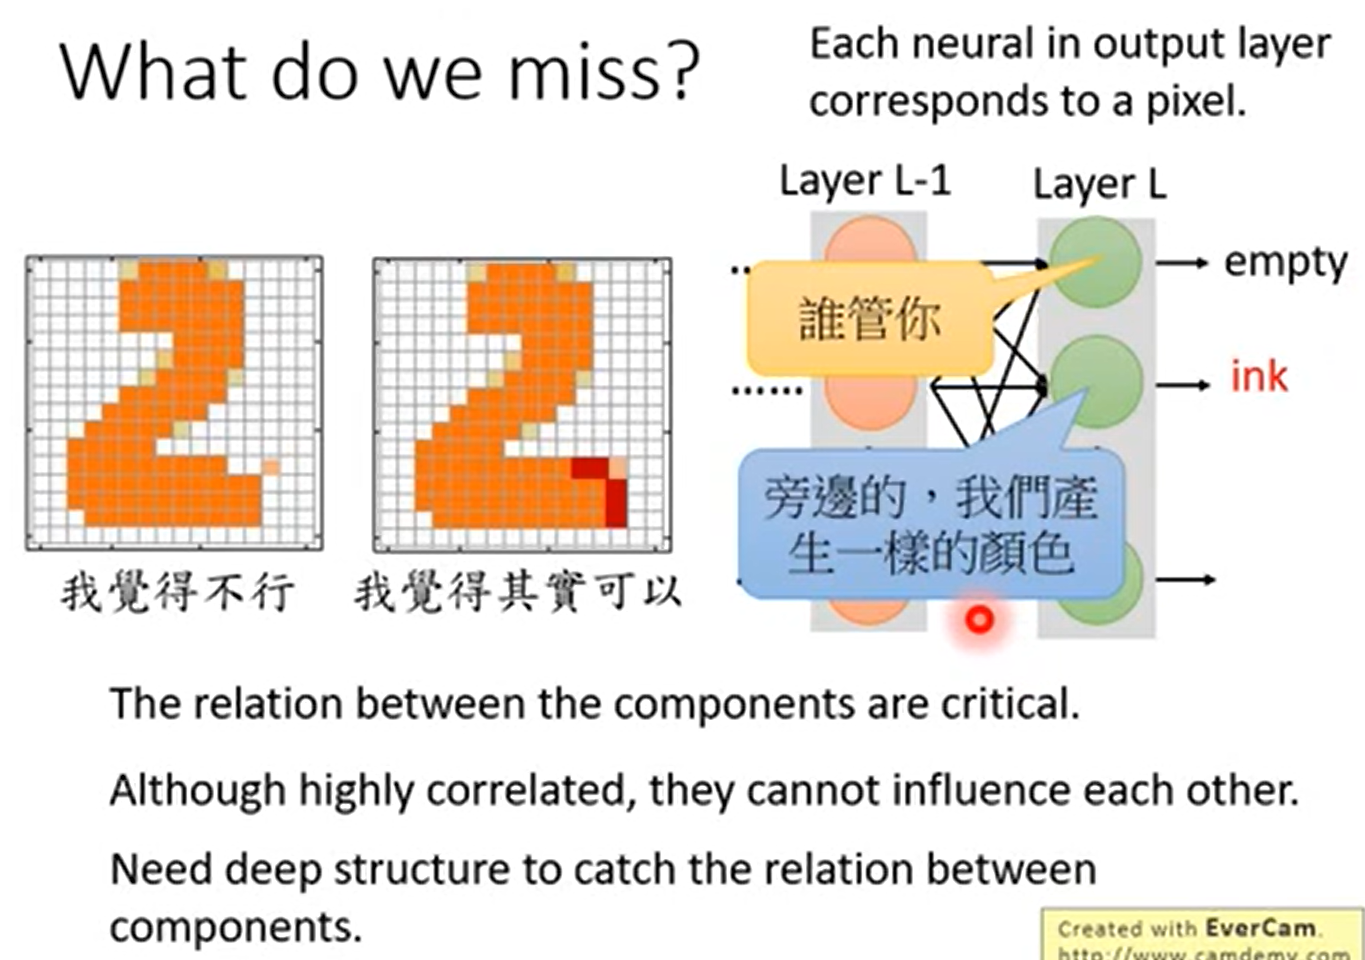 What do we miss?
Each neural in output layer
corresponds to a pixel.
Layer L-1
Layer L
empty
誰管你
......
ink
旁邊的，我們產
生一樣的顏色
我覺得不行
我覺得其實可以
The relation between the components are critical.
Although highly correlated, they cannot influence each other.
Need deep structure to catch the relation between
components.
Created with EverCam.
http://www.camdemy.com